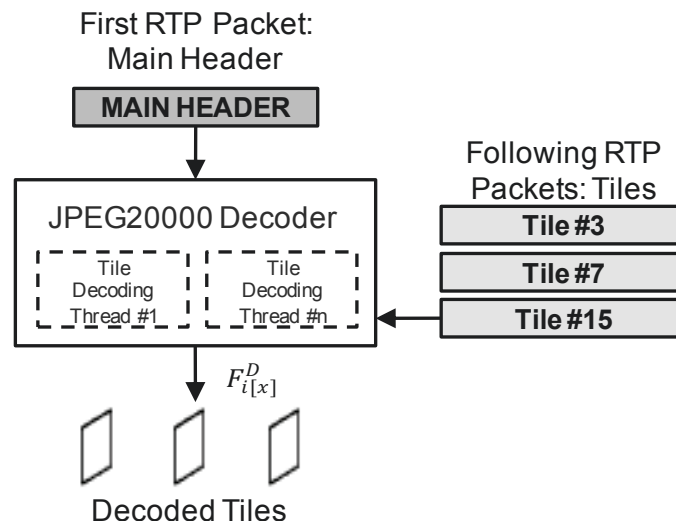 First RTP Packet:
Main Header
MAIN HEADER
Following RTP
Packets: Tiles
Tile #3
Tile #7
Tile #15
JPEG20000 Decoder
Tile
Decoding
Thread #1
Tile
Decoding
Thread #n
F_{i[x]}^D
Decoded Tiles